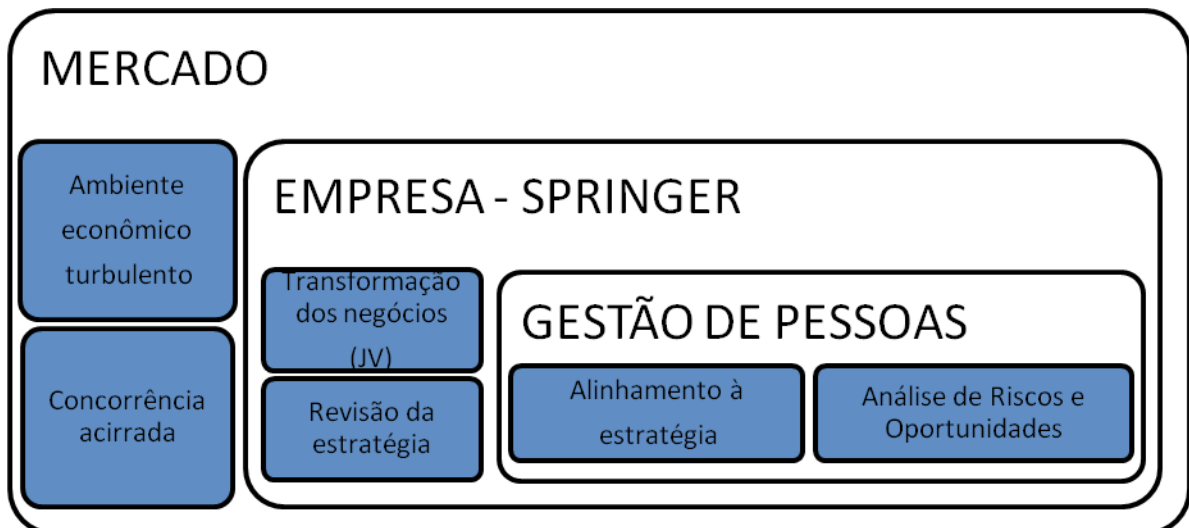 MERCADO
Ambiente
econômico
turbulento
Concorrência
acirrada
EMPRESA - SPRINGER
Transformação
dos negócios
(JV)
Revisão da
estratégia
GESTÃO DE PESSOAS
Alinhamento à
estratégia
Análise de Riscos e
Oportunidades